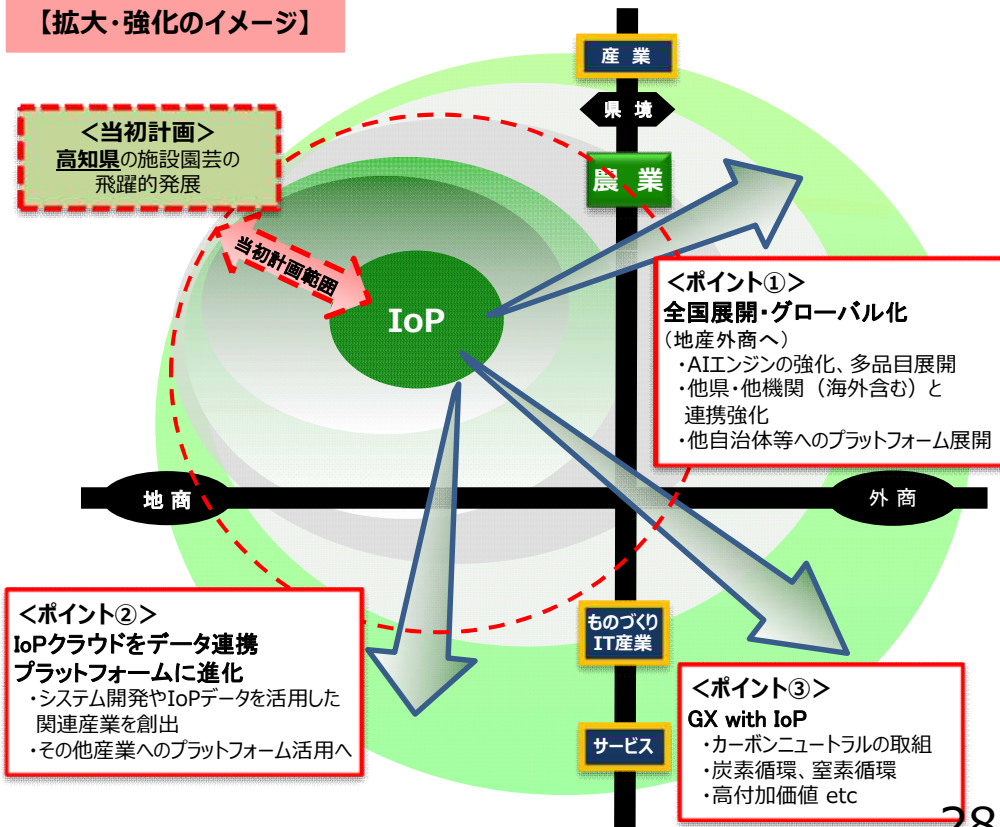 【拡大・強化のイメージ】
産 業
県 境
農 業
<当初計画>
高知県の施設園芸の
飛躍的発展
当初計画範囲
IoP
<ポイント①>
全国展開・グローバル化
(地産外商へ)
・AIエンジンの強化、多品目展開
・他県・他機関(海外含む)と
連携強化
・他自治体等へのプラットフォーム展開
地 商
外 商
<ポイント②>
IoPクラウドをデータ連携
プラットフォームに進化
・システム開発やIoPデータを活用した
関連産業を創出
・その他産業へのプラットフォーム活用へ
ものづくり
IT産業
サービス
<ポイント③>
GX with IoP
・カーボンニュートラルの取組
・炭素循環、窒素循環
・高付加価値 etc
28